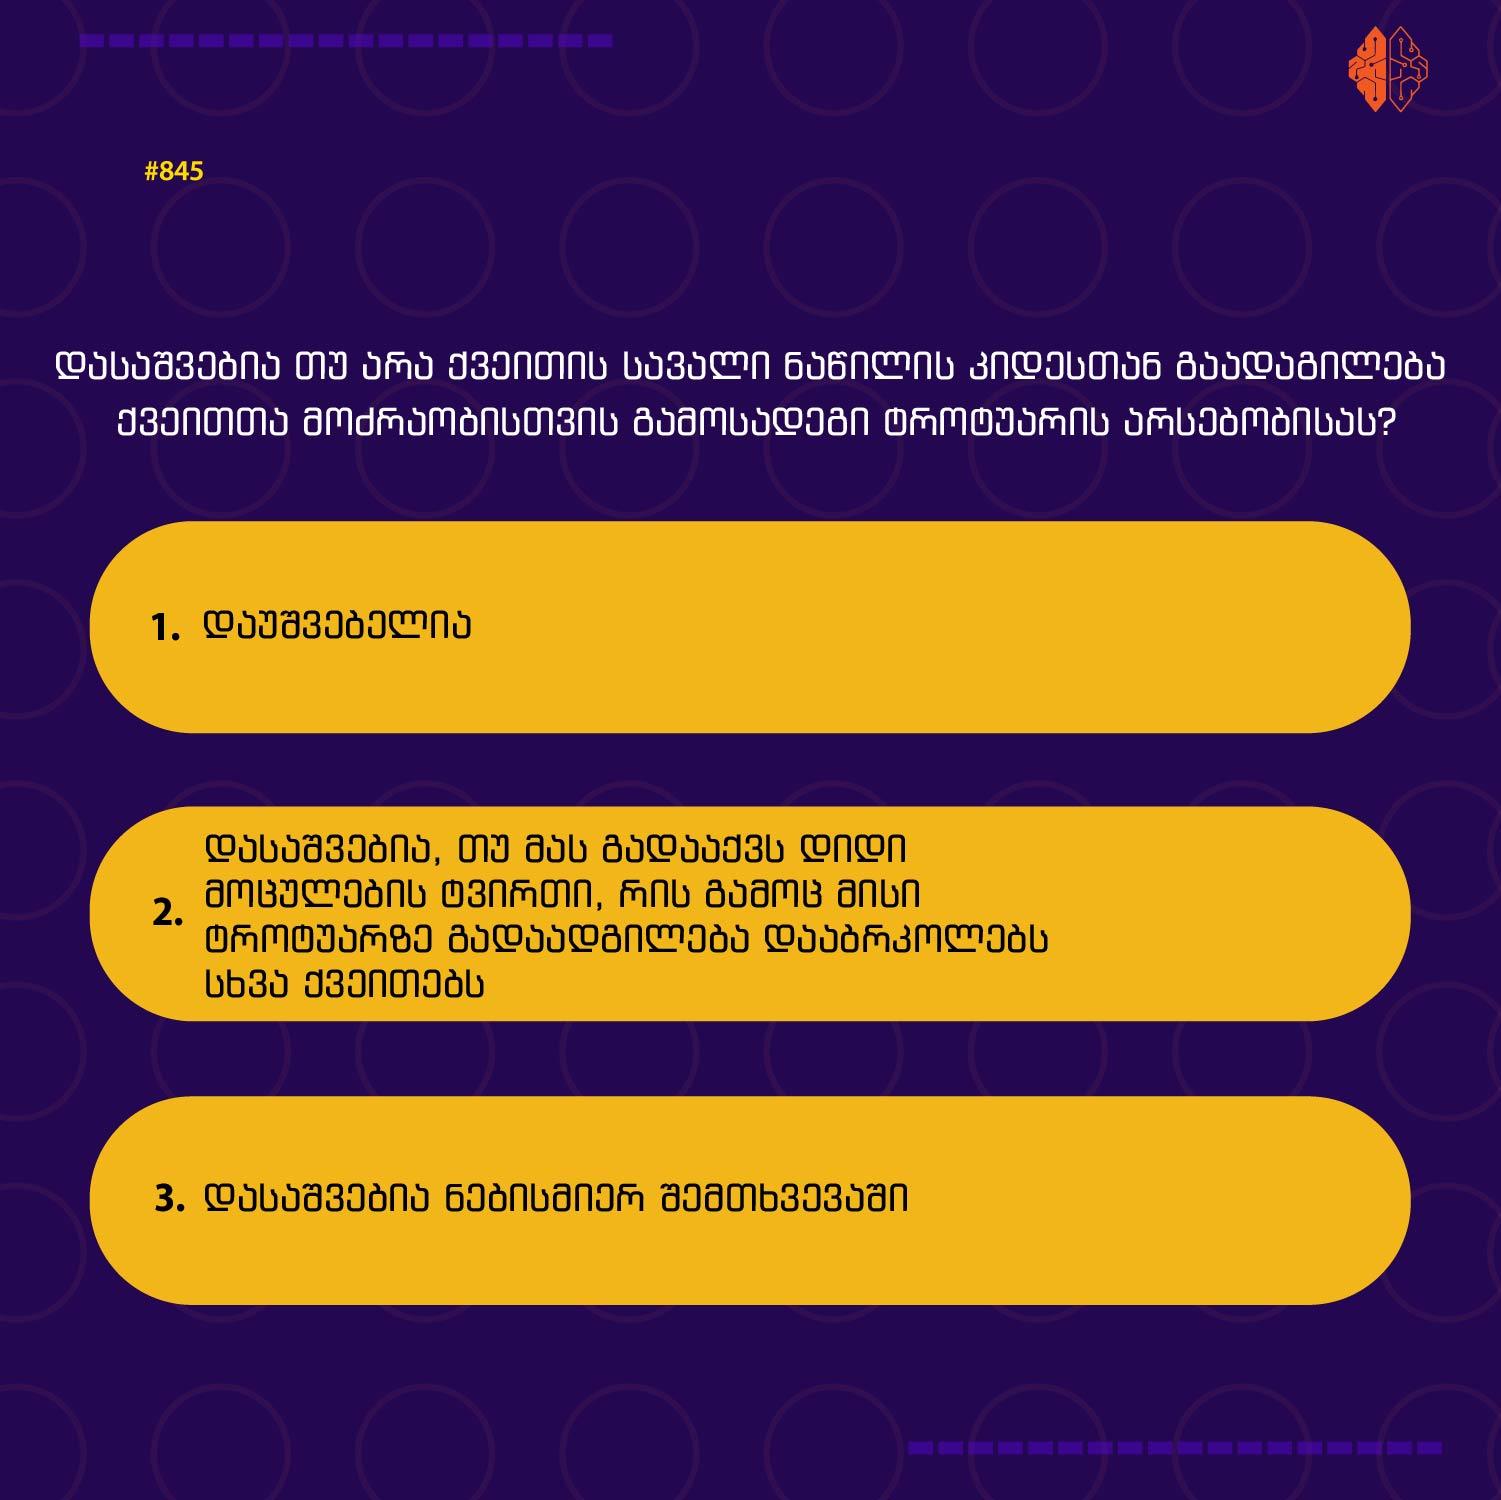 #845
დასაშვებია თუ არა ქვეითის სავალი ნაწილის კიდესთან გაადაგილება
ქვეითთა მოძრაობისთვის გამოსადეგი ტროტუარის არსებობისას?
1. დაუშვებელია
დასაშვებია, თუ მას გადააქვს დიდი
მოცულების ტვირთი, რის გამოც მისი
2. ტროტუარზე გადაადგილება დააბრკოლებს
სხვა ქვეითებს
3. დასაშვებია ნებისმიერ შემთხვევაში